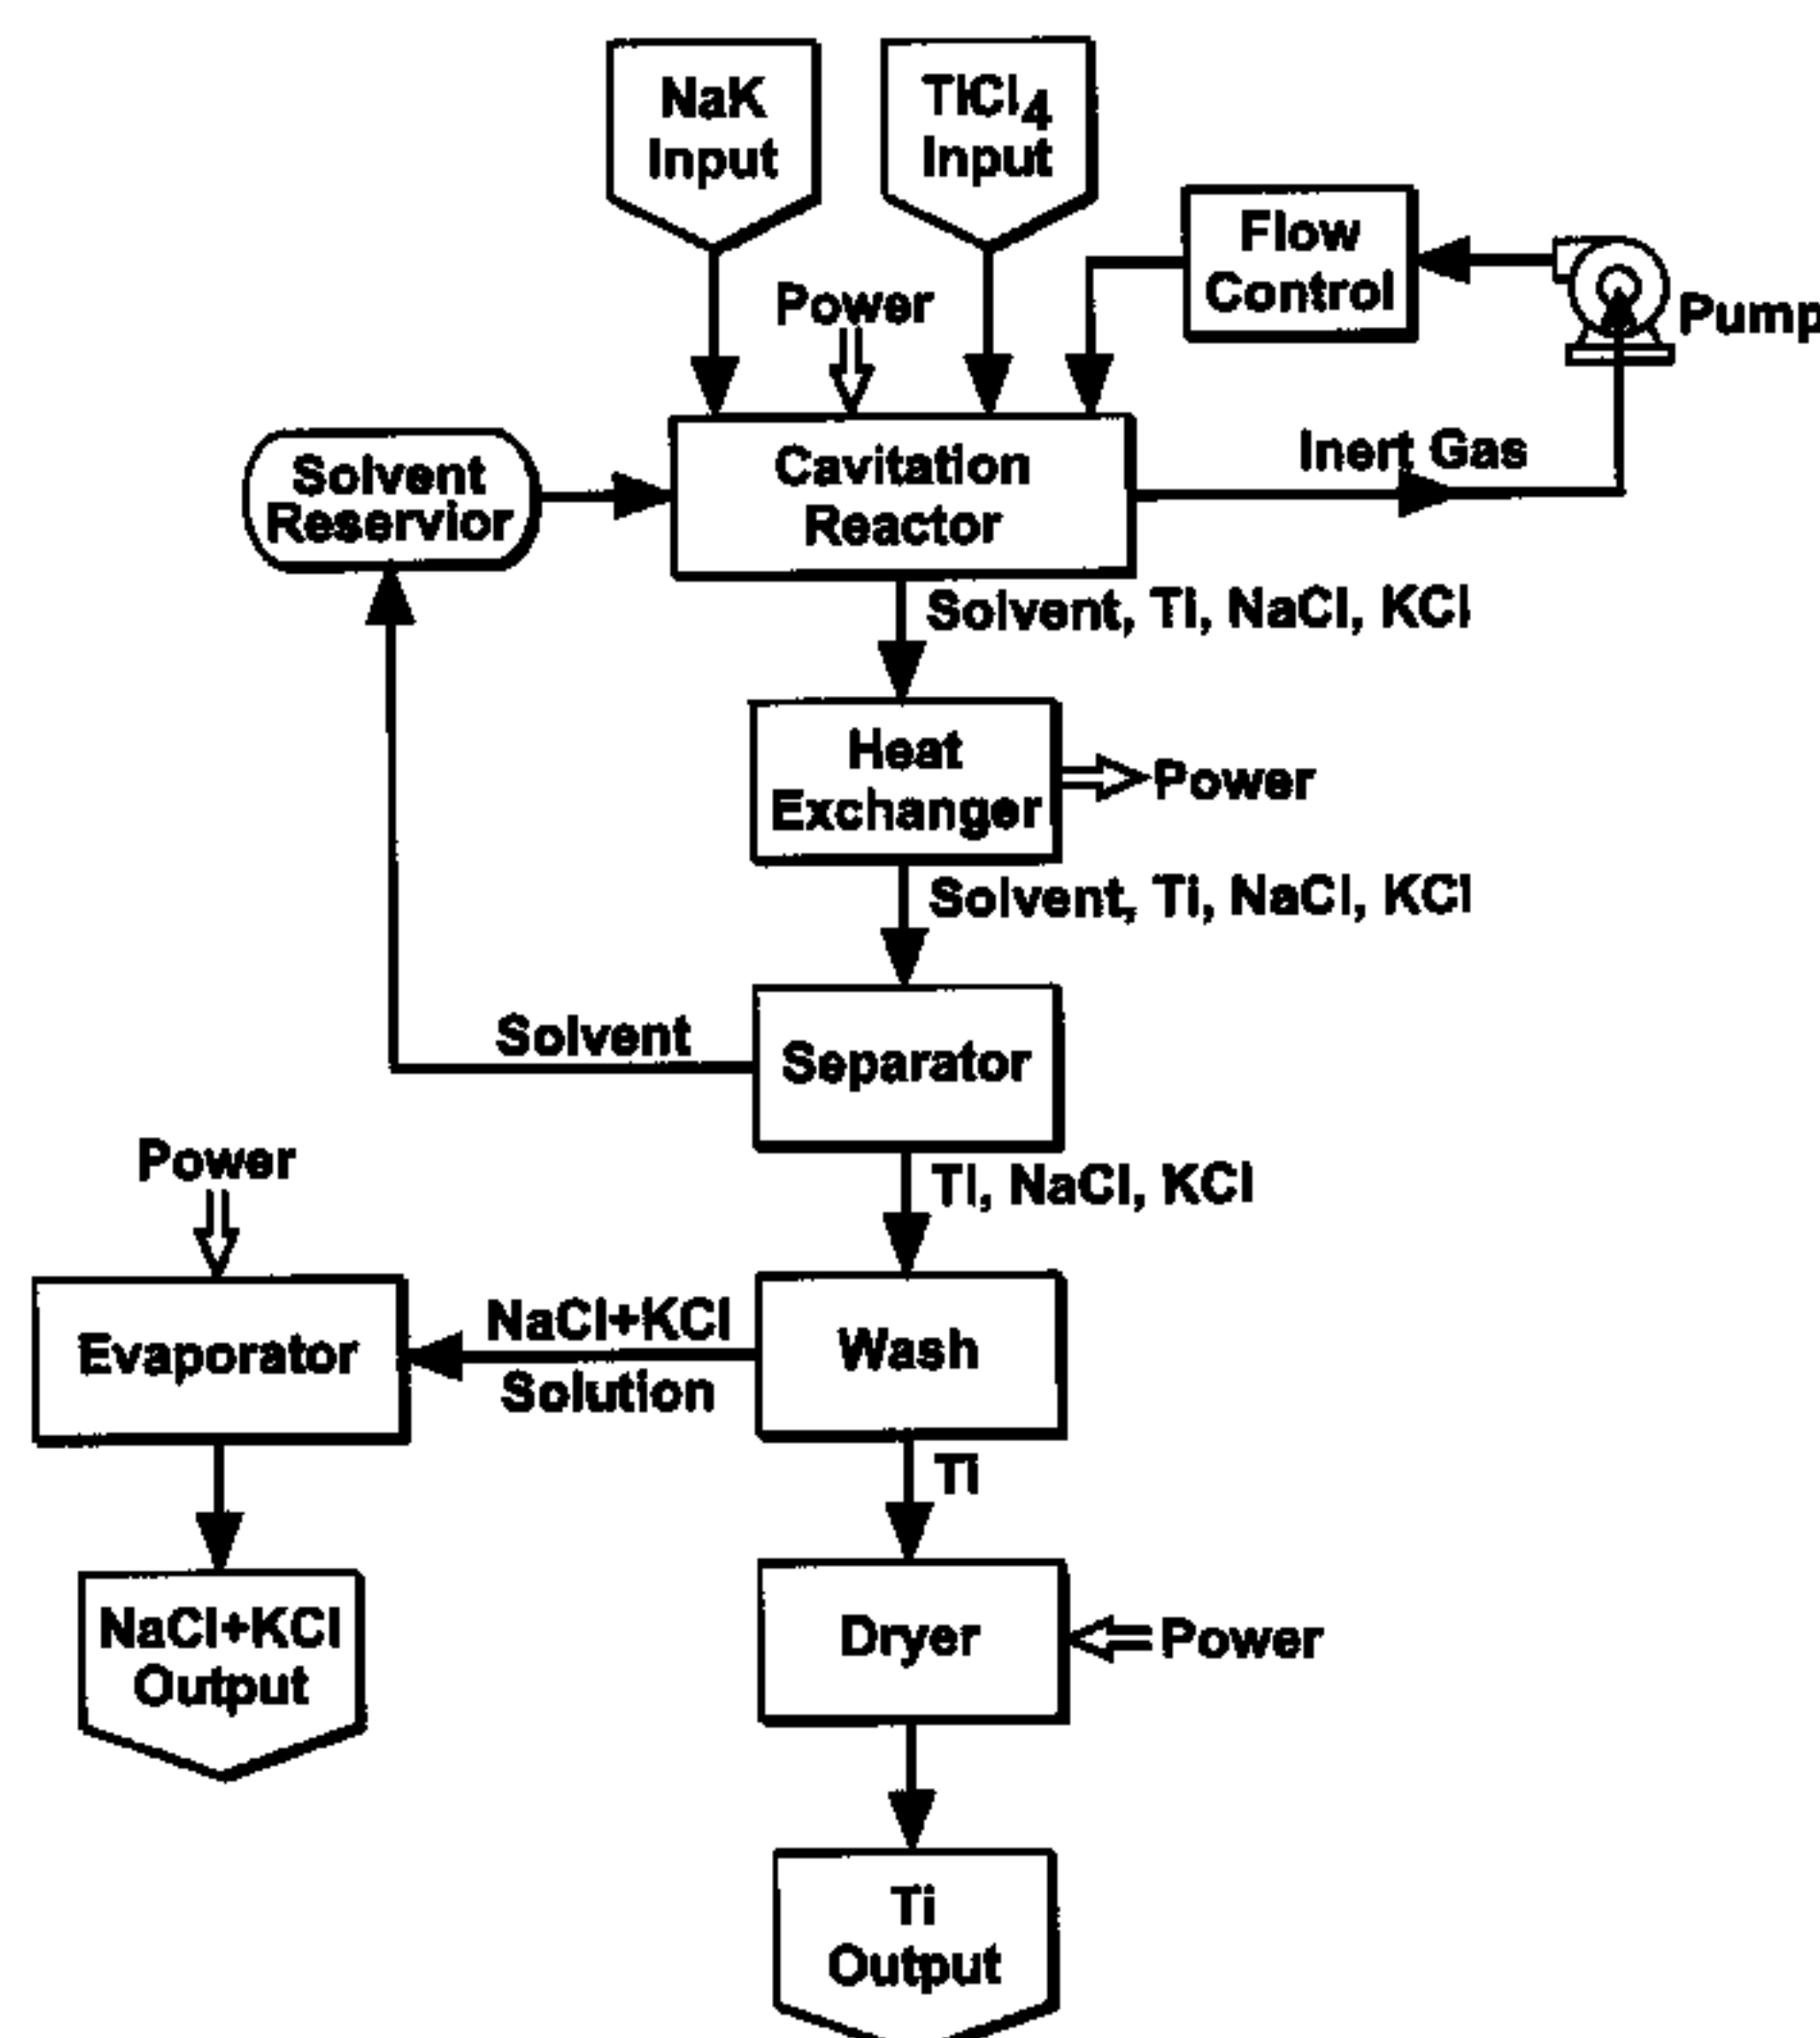 NaK
Input
TiCl4
Input
Flow
Control
Pump
Power
Solvent
Reservior
Cavitation
Reactor
Inert Gas
Solvent, Ti, NaCl, KCl
Heat
Exchanger
Power
Solvent, Ti, NaCl, KCl
Solvent
Separator
Power
Ti, NaCl, KCl
Evaporator
NaCl+KCl
Solution
Wash
Ti
NaCl+KCl
Output
Dryer
Power
Ti
Output